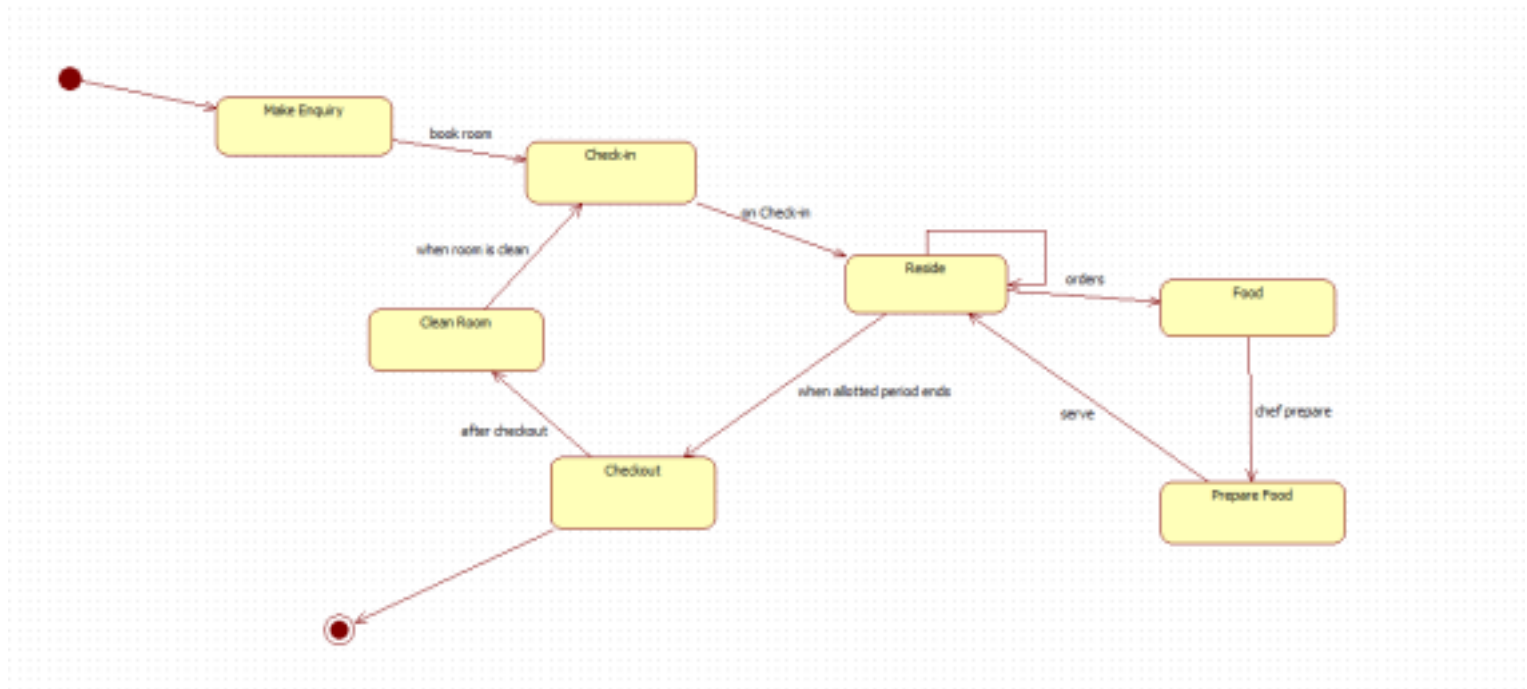 Make Enquiry
book room
Check-in
on Check-in
when room is clean
Reside
orders
Food
Clean Room
when allotted period ends
serve
chef prepare
after checkout
Checkout
Prepare Food